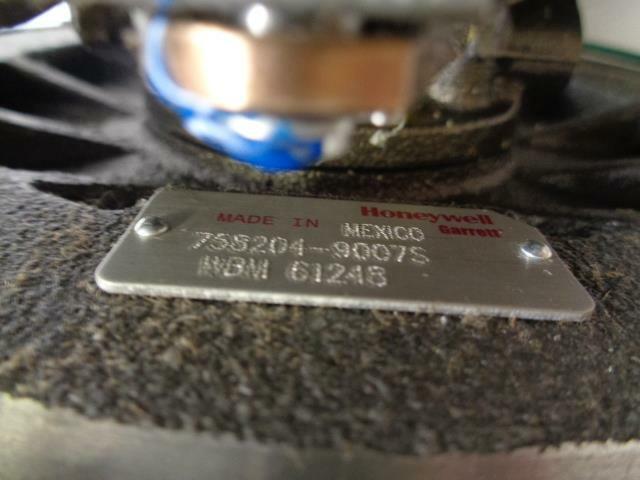 MADE IN MEXICO Honeywell
Garrett
758204-9007S
WBM 61248